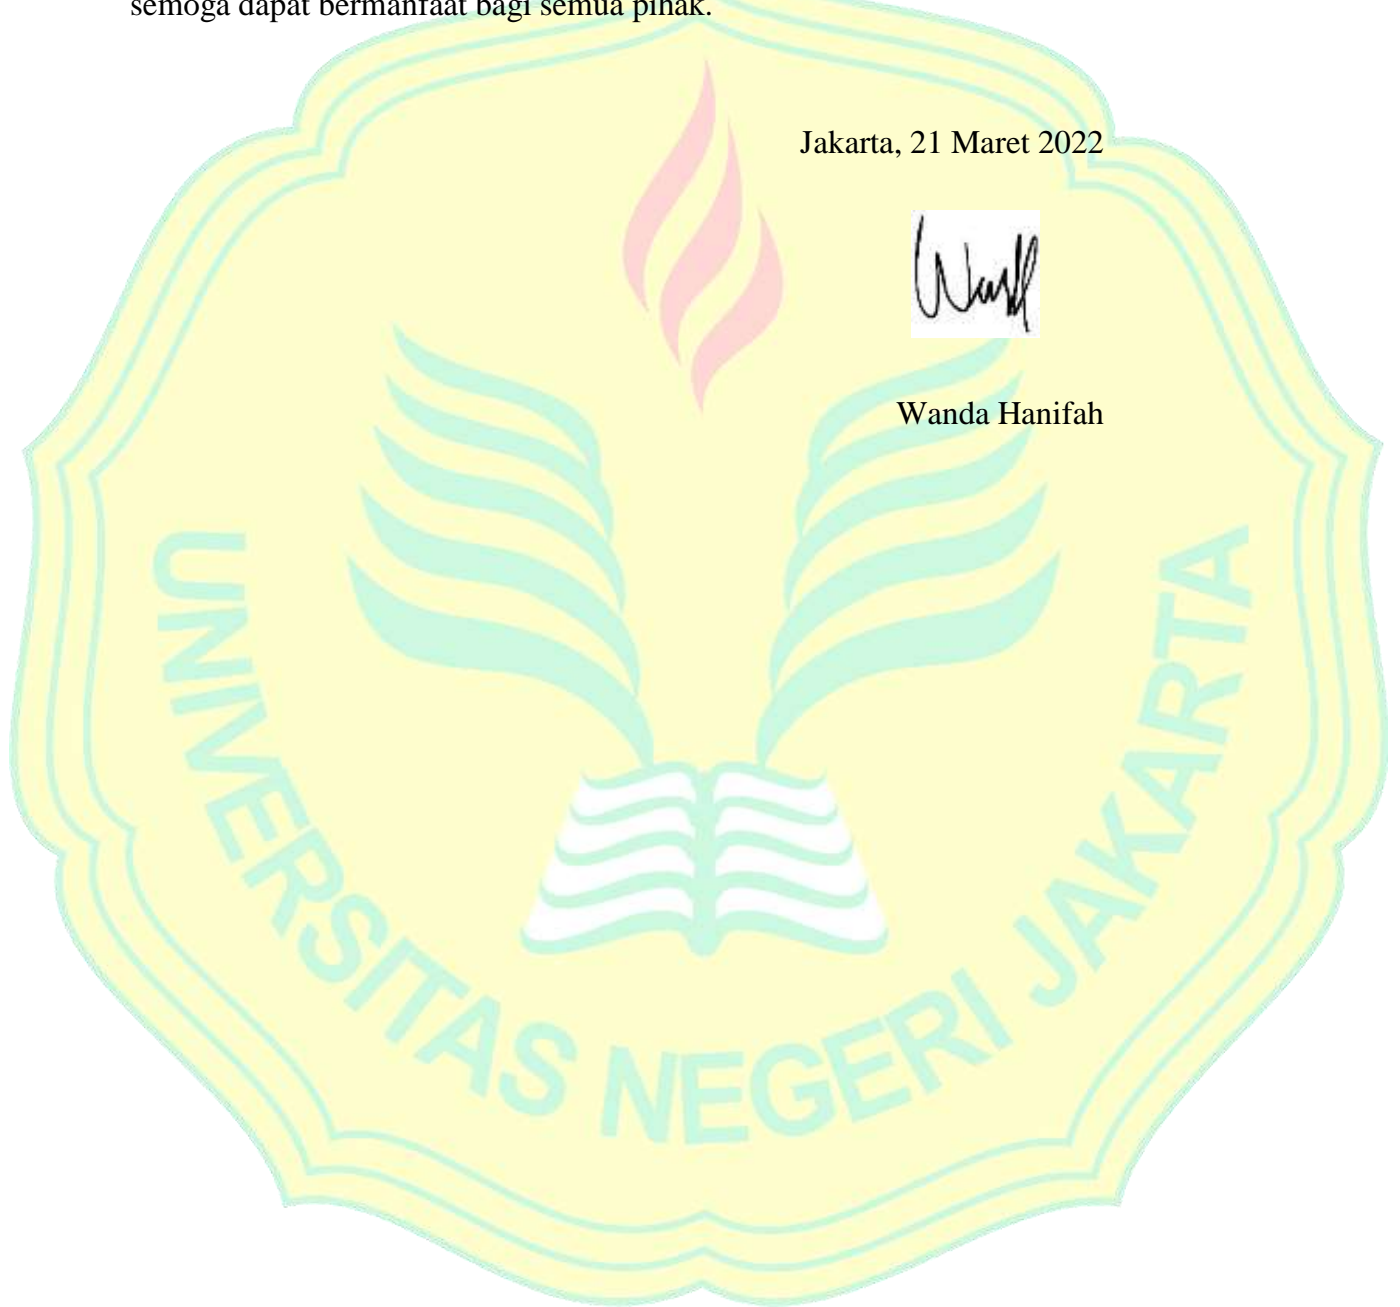 semoga dapat bermanfaat bagi semua pihak.
Jakarta, 21 Maret 2022
Wanda Hanifah
UNIVERSITAS NEGERI JAKARTA